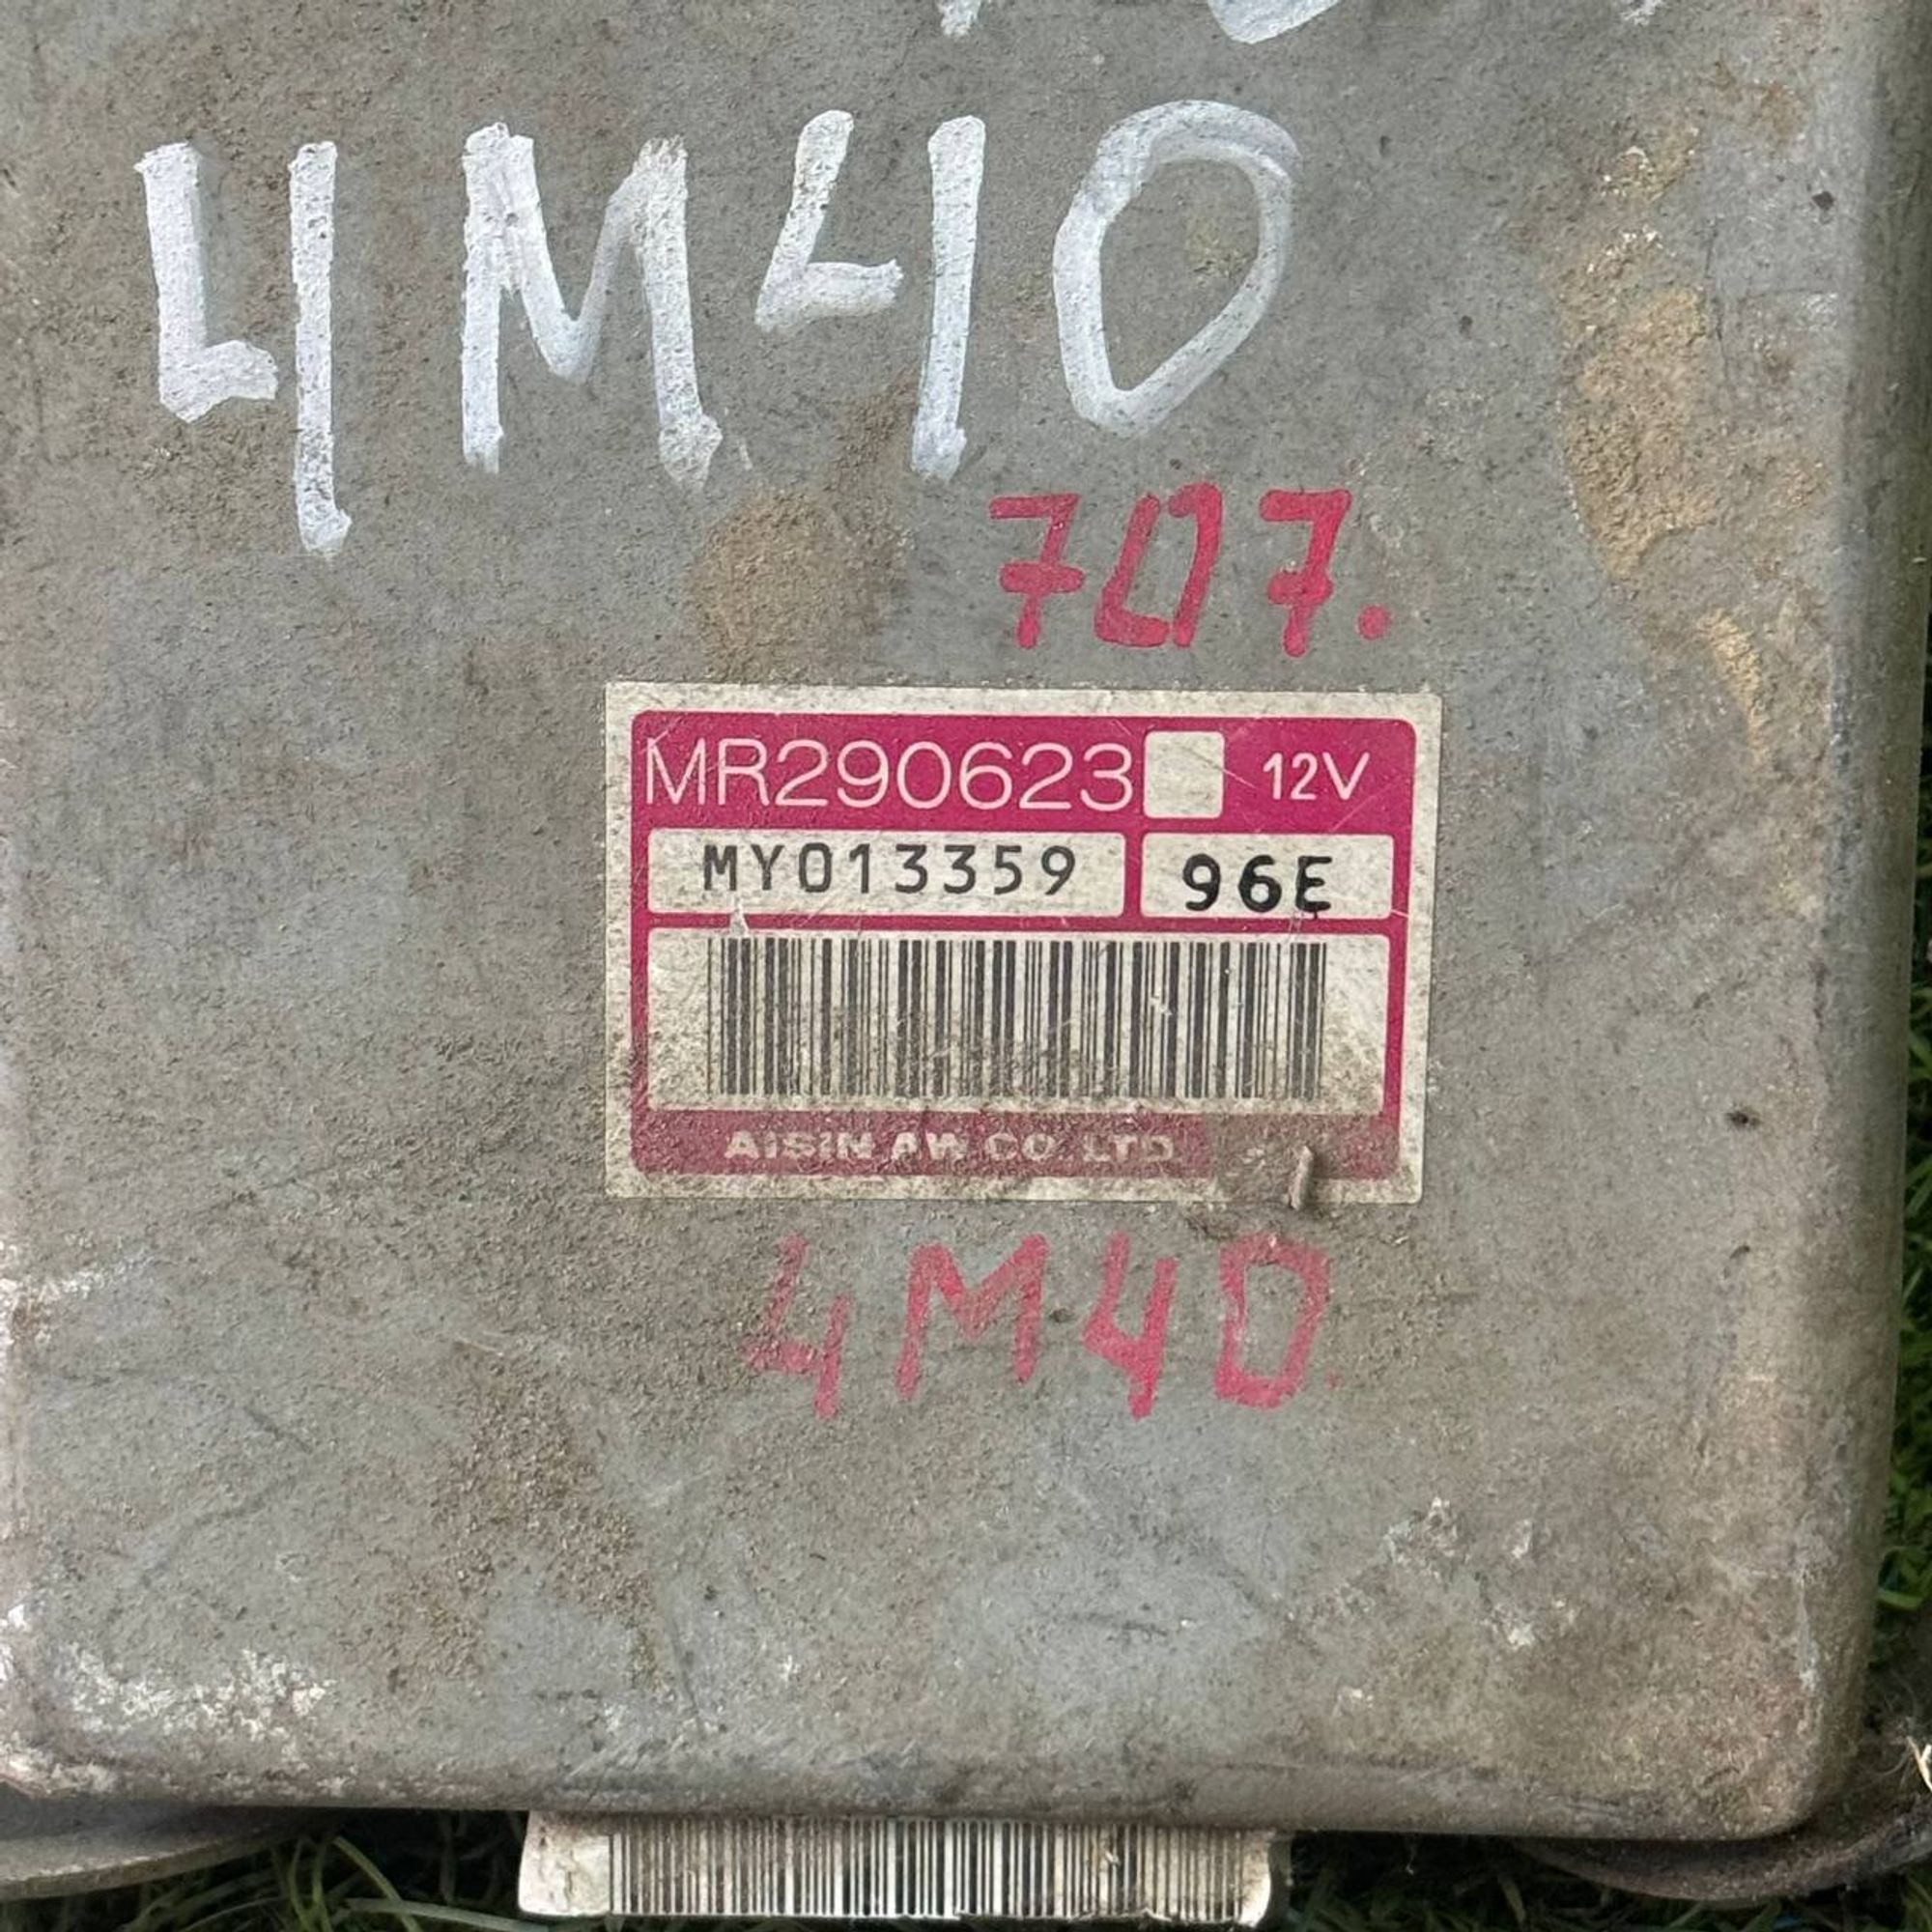 4M40
707.
MR290623 12V
MY013359 96E
AISIN AW CO. LTD.
4M40.